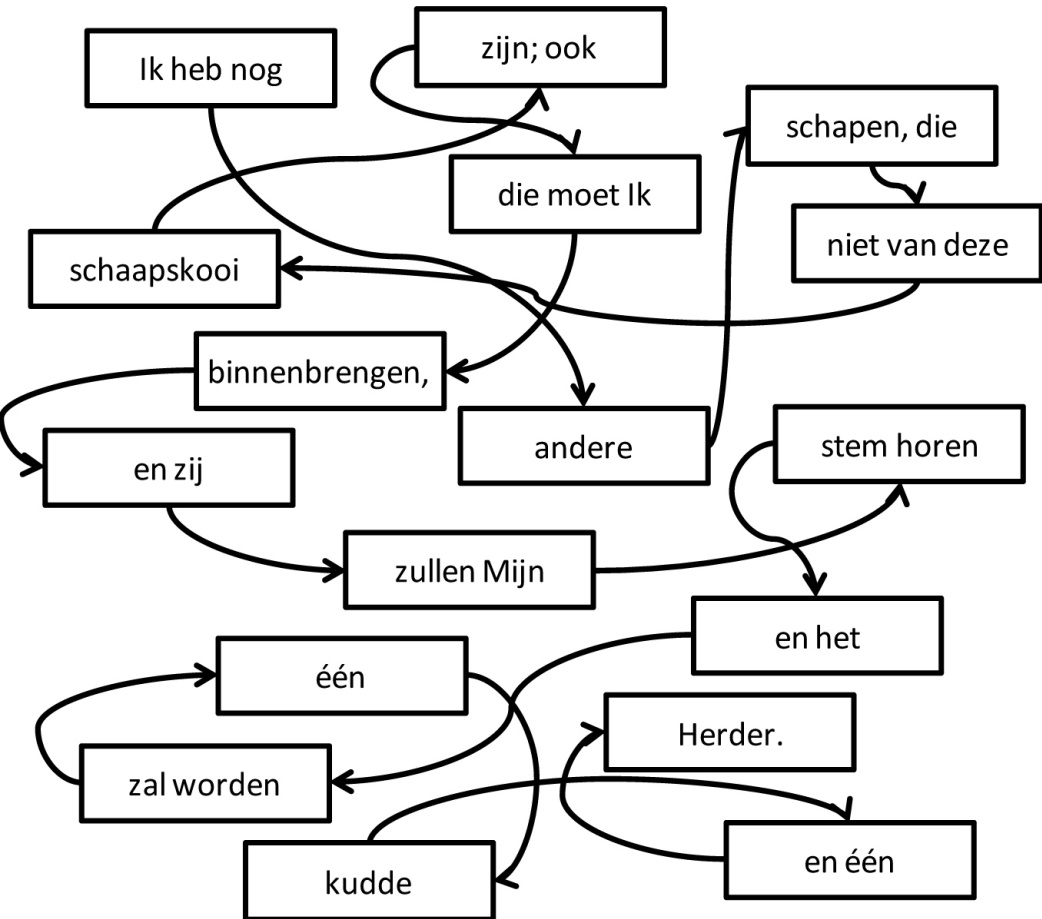 Ik heb nog
andere
schapen, die
niet van deze
schaapskooi
zijn; ook
die moet Ik
binnenbrengen,
en zij
zullen Mijn
stem horen
en het
zal worden
één
kudde
en één
Herder.